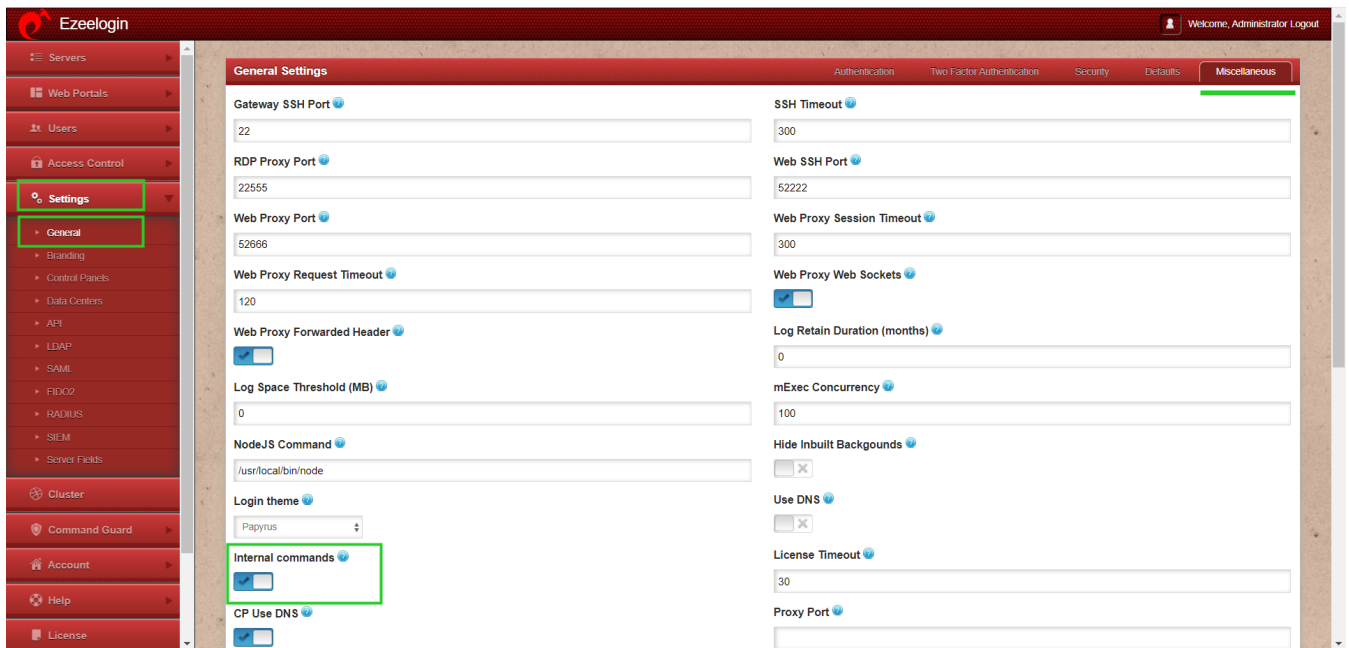 Ezeelogin
Welcome, Administrator Logout
Servers
Web Portals
Users
Access Control
Settings
General
Branding
Control Panels
Data Centers
API
LDAP
SAML
FIDO2
RADIUS
SIEM
Server Fields
Cluster
Command Guard
Account
Help
License
General Settings
Authentication
Two Factor Authentication
Security
Defaults
Miscellaneous
Gateway SSH Port
22
SSH Timeout
300
RDP Proxy Port
22555
Web SSH Port
52222
Web Proxy Port
52666
Web Proxy Session Timeout
300
Web Proxy Request Timeout
120
Web Proxy Web Sockets
Web Proxy Forwarded Header
Log Retain Duration (months)
0
Log Space Threshold (MB)
0
mExec Concurrency
100
NodeJS Command
/usr/local/bin/node
Hide Inbuilt Backgounds
Login theme
Papyrus
Use DNS
Internal commands
License Timeout
30
CP Use DNS
Proxy Port